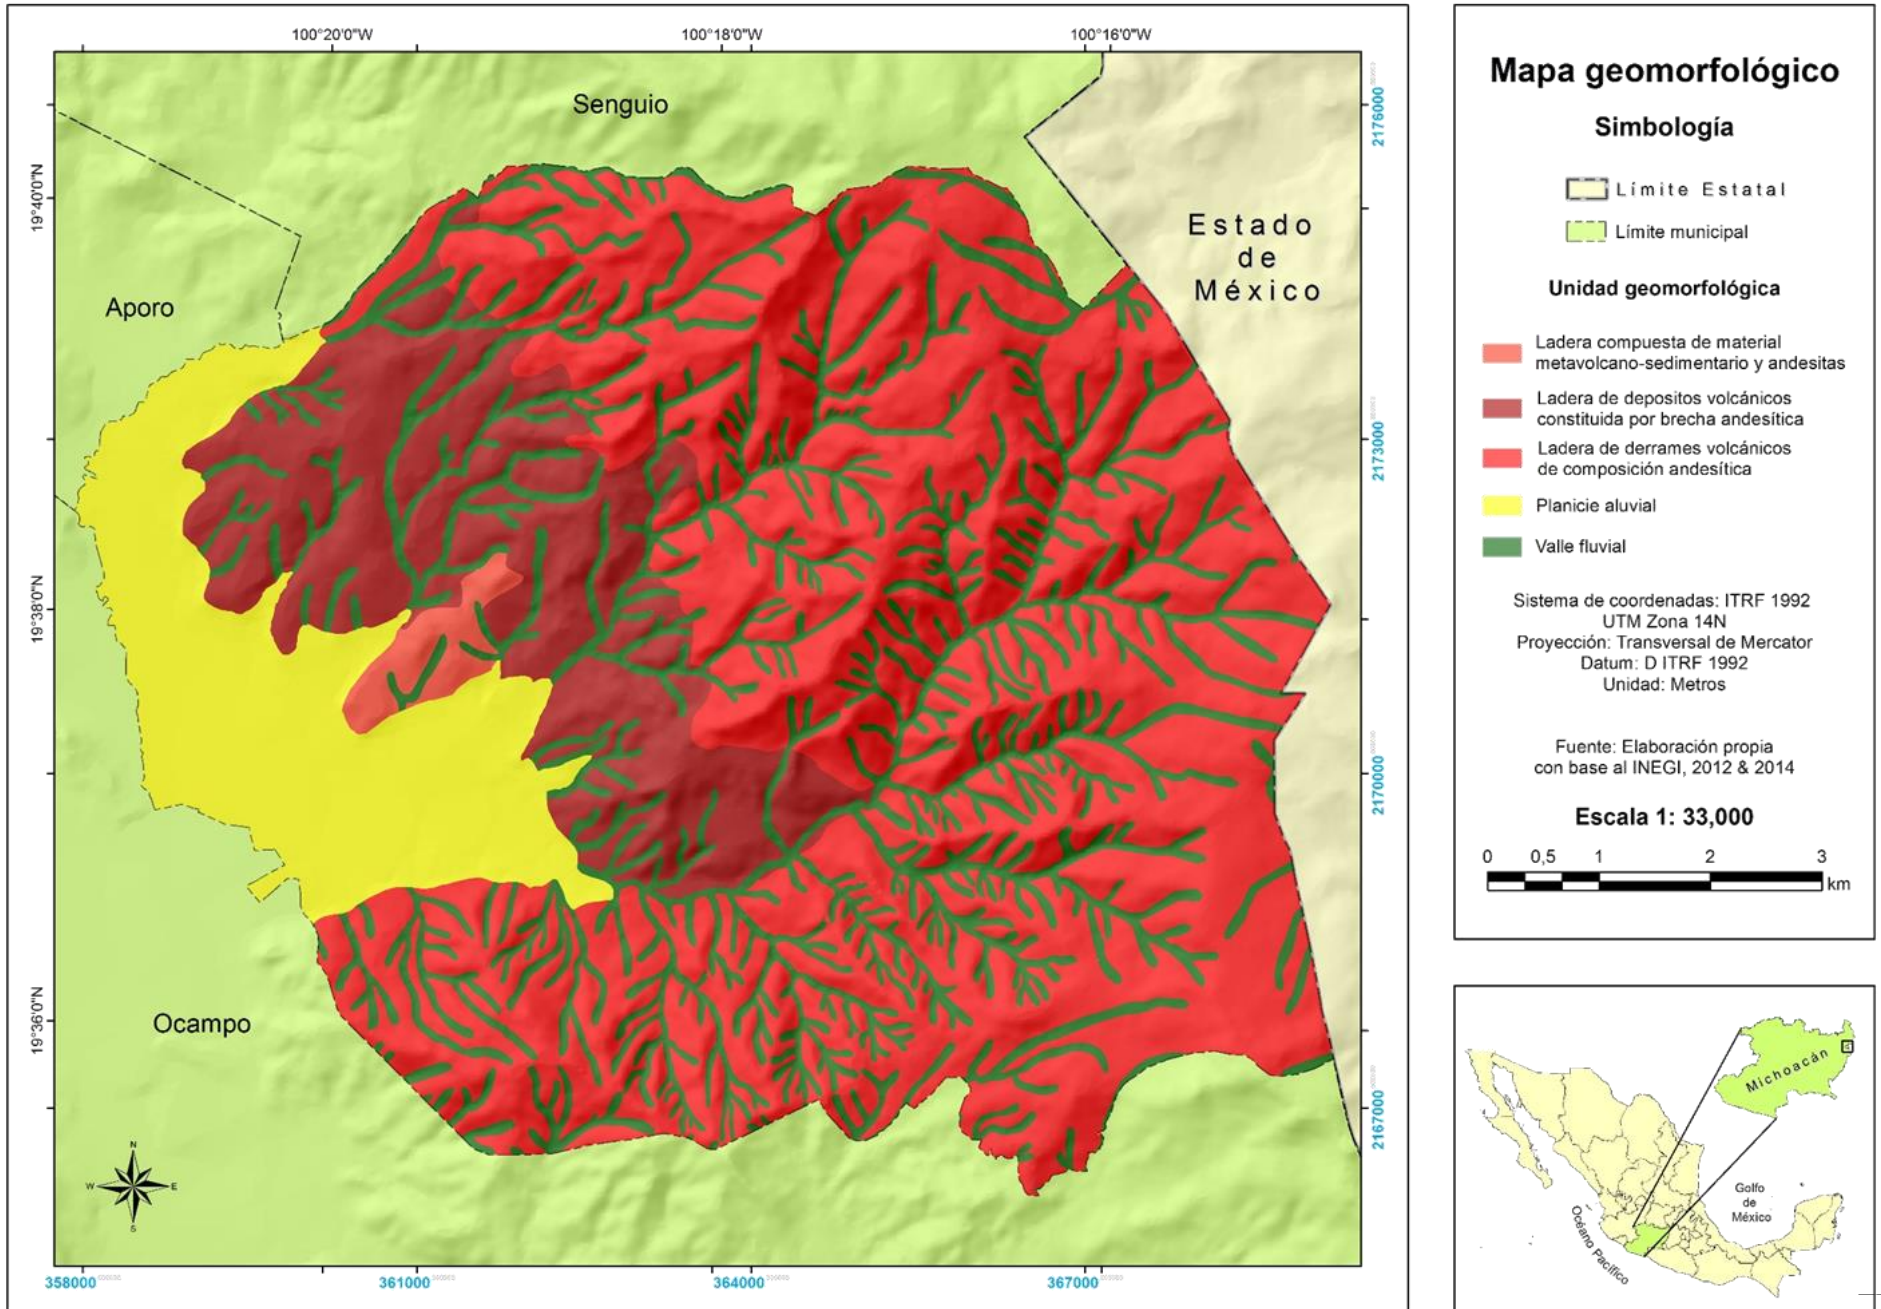 100°20'0"W
100°18'0"W
100°16'0"W
19°40'0"N
19°38'0"N
19°36'0"N
2176000
2173000
2170000
2167000
358000
361000
364000
367000
Senguio
Aporo
Ocampo
Estado
de
México
N
W
E
S
Mapa geomorfológico
Simbología
Límite Estatal
Límite municipal
Unidad geomorfológica
Ladera compuesta de material
metavolcano-sedimentario y andesitas
Ladera de depositos volcánicos
constituida por brecha andesítica
Ladera de derrames volcánicos
de composición andesítica
Planicie aluvial
Valle fluvial
Sistema de coordenadas: ITRF 1992
UTM Zona 14N
Proyección: Transversal de Mercator
Datum: D ITRF 1992
Unidad: Metros
Fuente: Elaboración propia
con base al INEGI, 2012 & 2014
Escala 1: 33,000
0 0,5 1 2 3
km
Michoacán
Golfo
de
México
Océano Pacífico